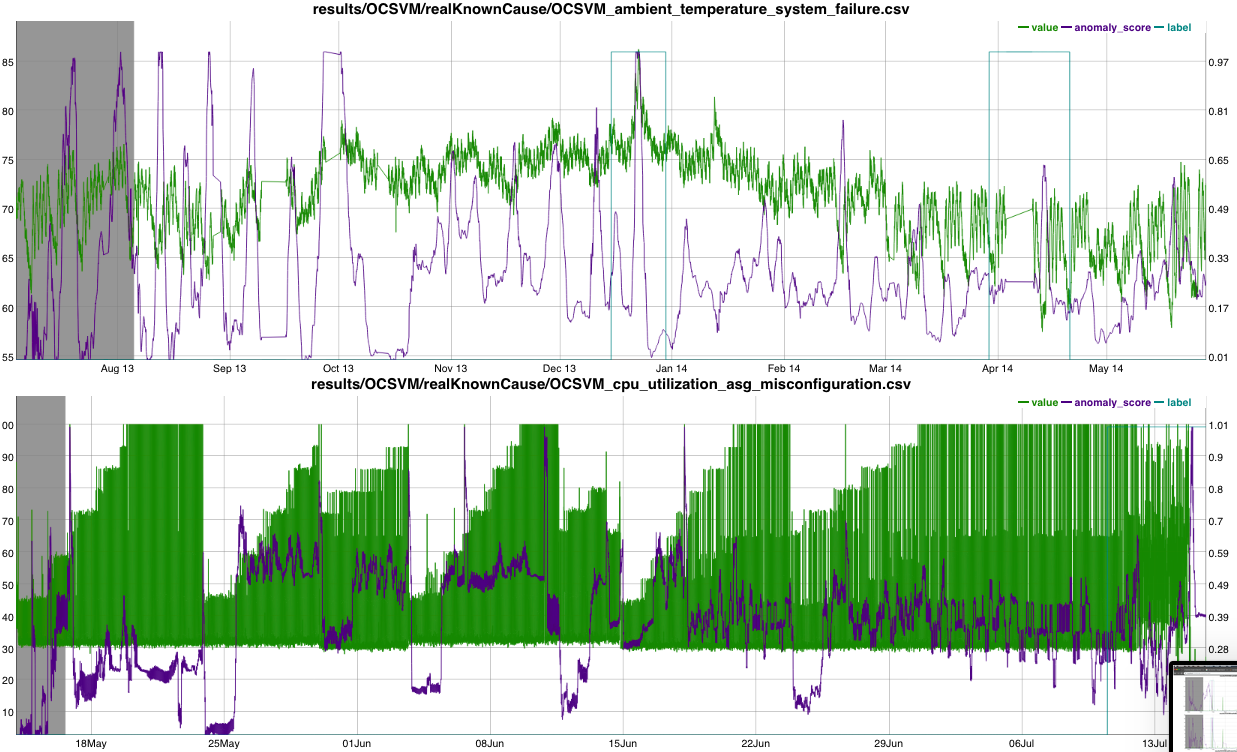 results/OCSVM/realKnownCause/OCSVM_ambient_temperature_system_failure.csv
value anomaly_score label
85 0.97
80 0.81
75 0.65
70 0.49
65 0.33
60 0.17
55 0.01
Aug 13 Sep 13 Oct 13 Nov 13 Dec 13 Jan 14 Feb 14 Mar 14 Apr 14 May 14
results/OCSVM/realKnownCause/OCSVM_cpu_utilization_asg_misconfiguration.csv
value anomaly_score label
00 1.01
90 0.9
80 0.8
70 0.7
60 0.59
50 0.49
40 0.39
30 0.28
20
10
18May 25May 01Jun 08Jun 15Jun 22Jun 29Jun 06Jul 13Jul